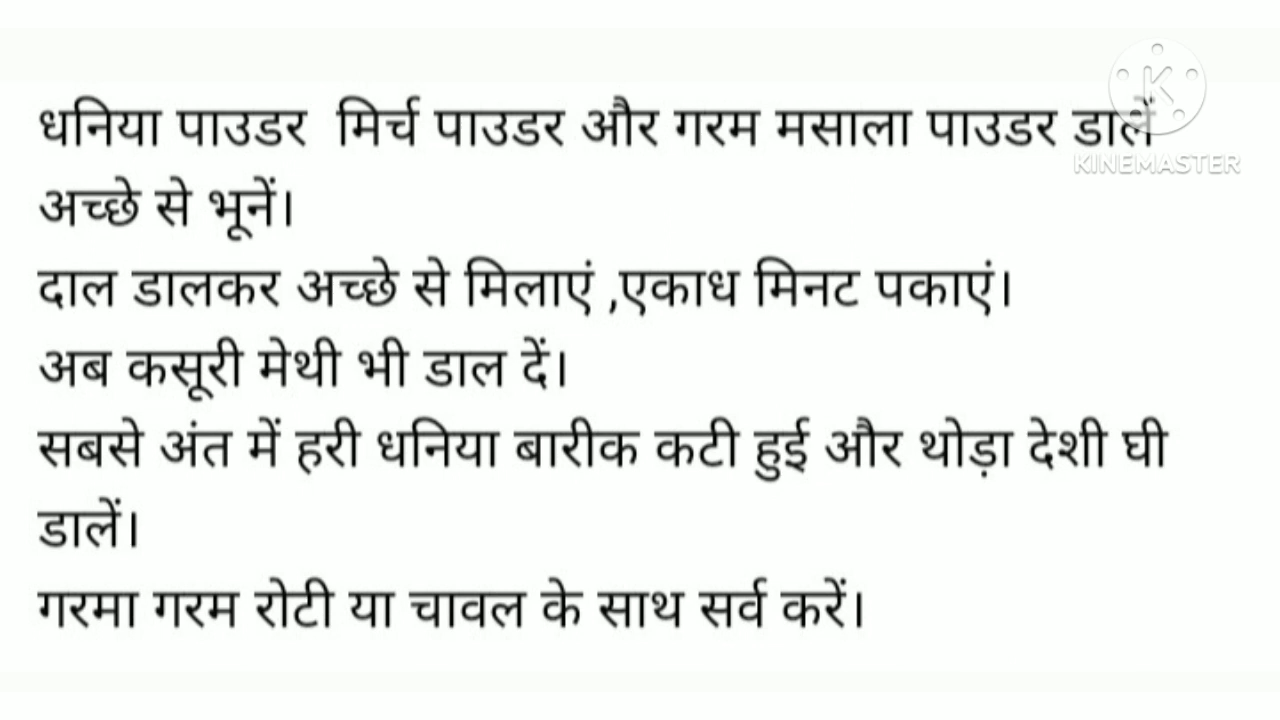 धनिया पाउडर मिर्च पाउडर और गरम मसाला पाउडर डालें
अच्छे से भूनें।
दाल डालकर अच्छे से मिलाएं ,एकाध मिनट पकाएं।
अब कसूरी मेथी भी डाल दें।
सबसे अंत में हरी धनिया बारीक कटी हुई और थोड़ा देशी घी
डालें।
गरमा गरम रोटी या चावल के साथ सर्व करें।
K
KINEMASTER